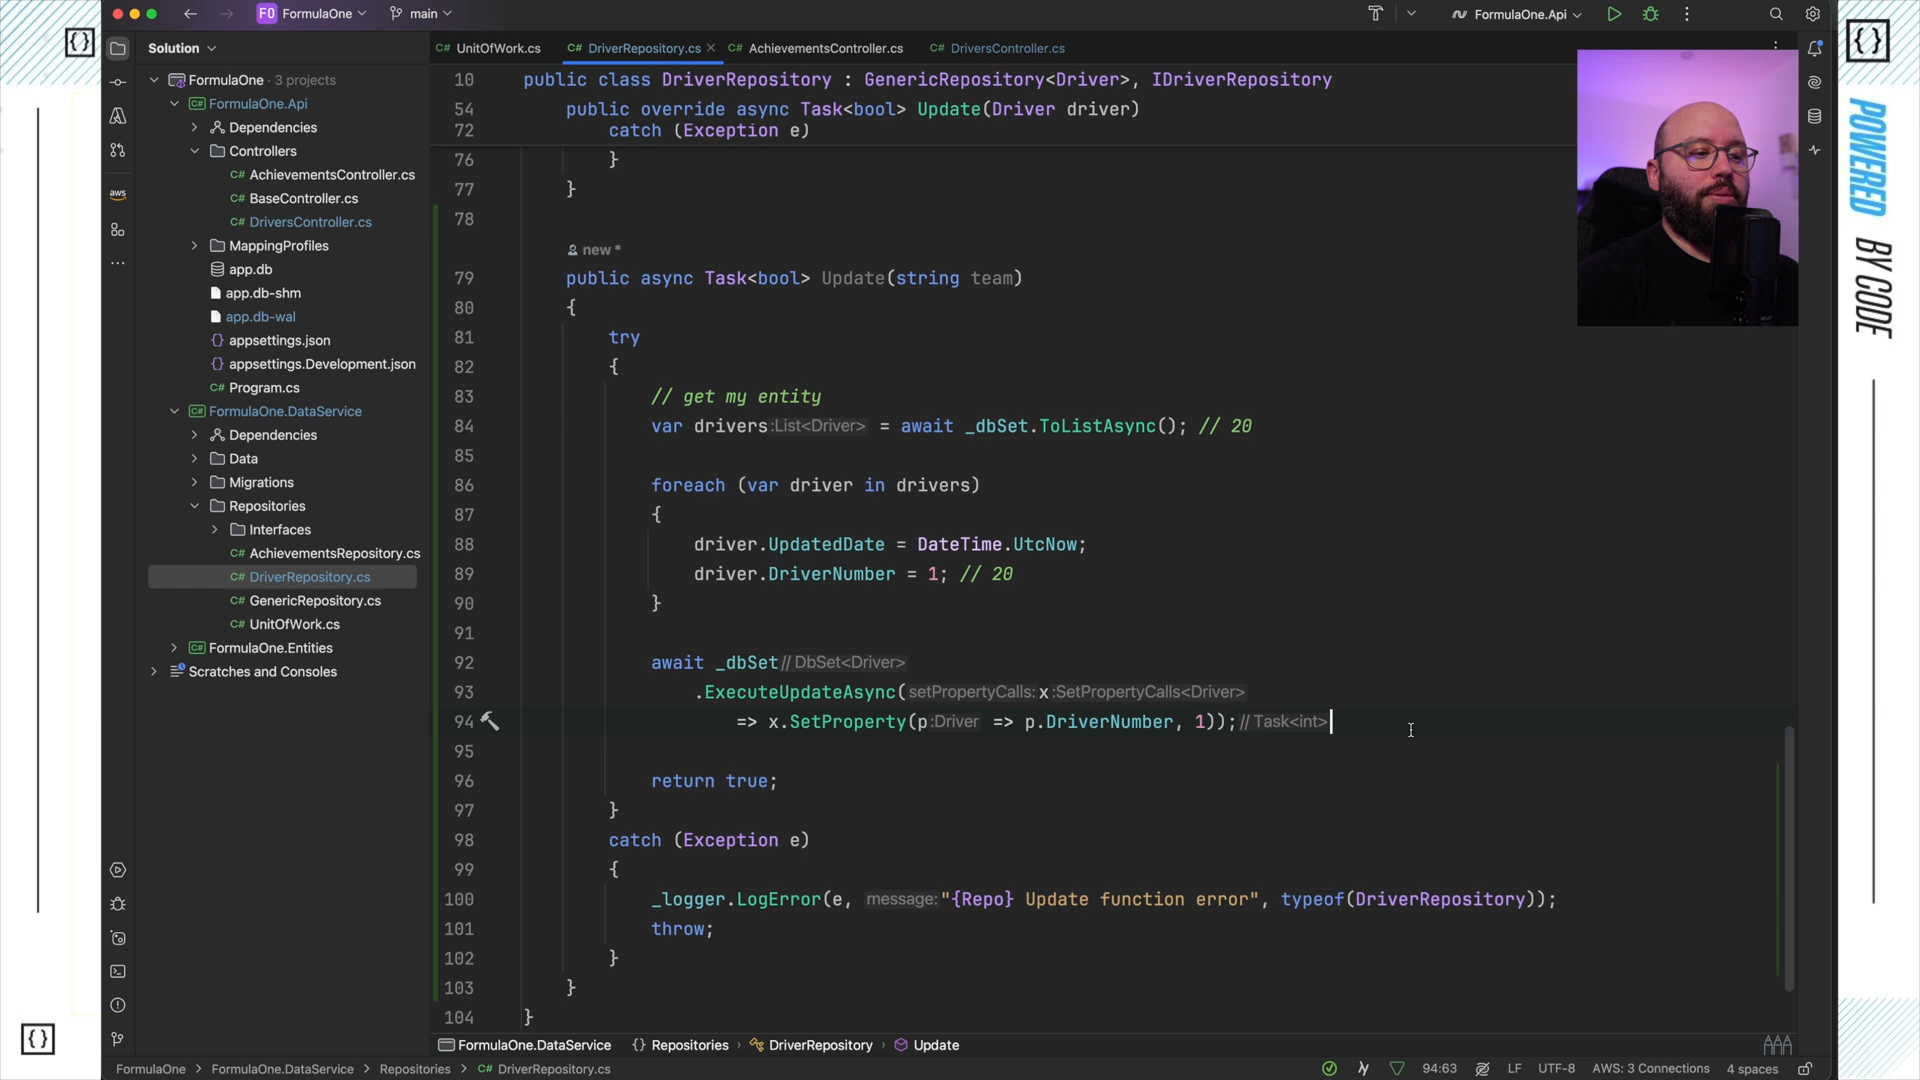 F0 FormulaOne main
FormulaOne.Api
Solution
C# UnitOfWork.cs
C# DriverRepository.cs
C# AchievementsController.cs
C# DriversController.cs
FormulaOne · 3 projects
C# FormulaOne.Api
Dependencies
Controllers
C# AchievementsController.cs
C# BaseController.cs
C# DriversController.cs
MappingProfiles
app.db
app.db-shm
app.db-wal
{} appsettings.json
{} appsettings.Development.json
C# Program.cs
C# FormulaOne.DataService
Dependencies
Data
Migrations
Repositories
Interfaces
C# AchievementsRepository.cs
C# DriverRepository.cs
C# GenericRepository.cs
C# UnitOfWork.cs
C# FormulaOne.Entities
Scratches and Consoles
aws
10 public class DriverRepository : GenericRepository<Driver>, IDriverRepository
54 public override async Task<bool> Update(Driver driver)
72 catch (Exception e)
76 }
77 }
78
new *
79 public async Task<bool> Update(string team)
80 {
81 try
82 {
83 // get my entity
84 var drivers :List<Driver> = await _dbSet.ToListAsync(); // 20
85
86 foreach (var driver in drivers)
87 {
88 driver.UpdatedDate = DateTime.UtcNow;
89 driver.DriverNumber = 1; // 20
90 }
91
92 await _dbSet // DbSet<Driver>
93 .ExecuteUpdateAsync( setPropertyCalls: x :SetPropertyCalls<Driver>
94 => x.SetProperty(p :Driver => p.DriverNumber, 1)); // Task<int>
95
96 return true;
97 }
98 catch (Exception e)
99 {
100 _logger.LogError(e, message: "{Repo} Update function error", typeof(DriverRepository));
101 throw;
102 }
103 }
104 }
FormulaOne.DataService {} Repositories › DriverRepository › Update
FormulaOne > FormulaOne.DataService > Repositories > C# DriverRepository.cs
94:63 LF UTF-8 AWS: 3 Connections 4 spaces
{}
{}
{}
POWERED BY CODE